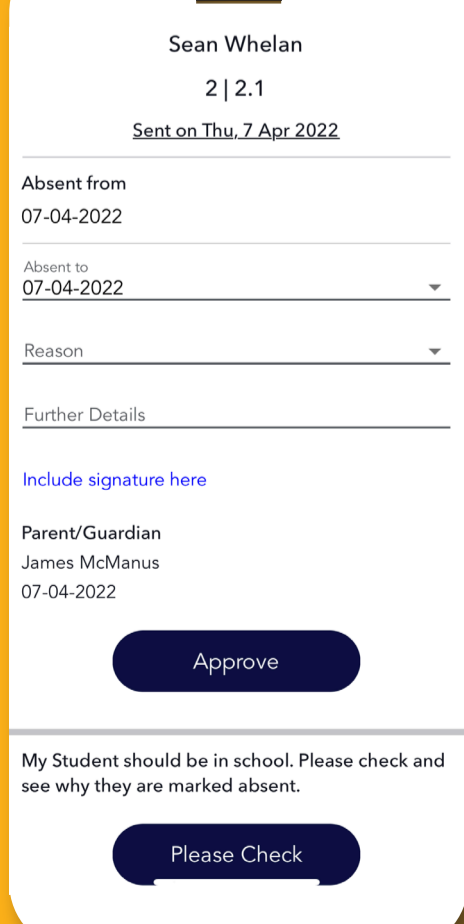 Sean Whelan
2 | 2.1
Sent on Thu, 7 Apr 2022
Absent from
07-04-2022
Absent to
07-04-2022
Reason
Further Details
Include signature here
Parent/Guardian
James McManus
07-04-2022
Approve
My Student should be in school. Please check and
see why they are marked absent.
Please Check